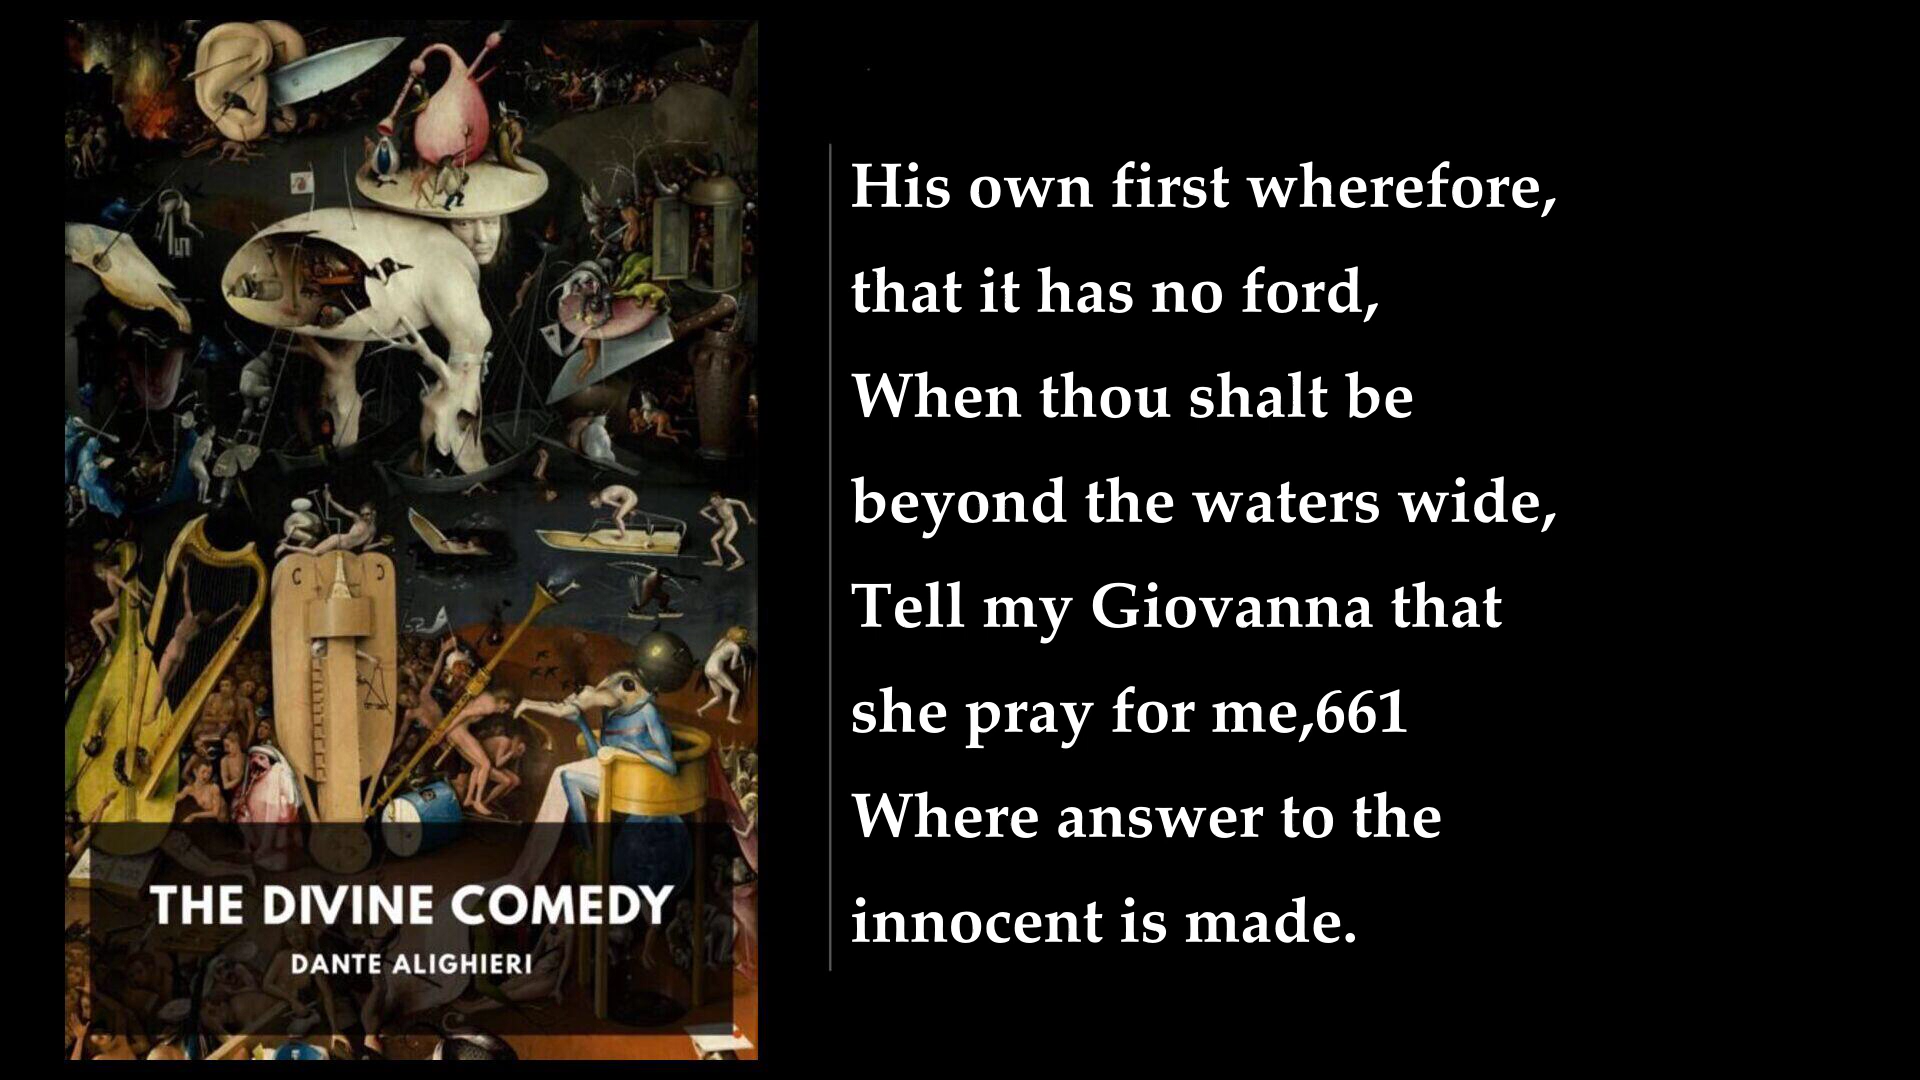 THE DIVINE COMEDY
DANTE ALIGHIERI
His own first wherefore,
that it has no ford,
When thou shalt be
beyond the waters wide,
Tell my Giovanna that
she pray for me,661
Where answer to the
innocent is made.